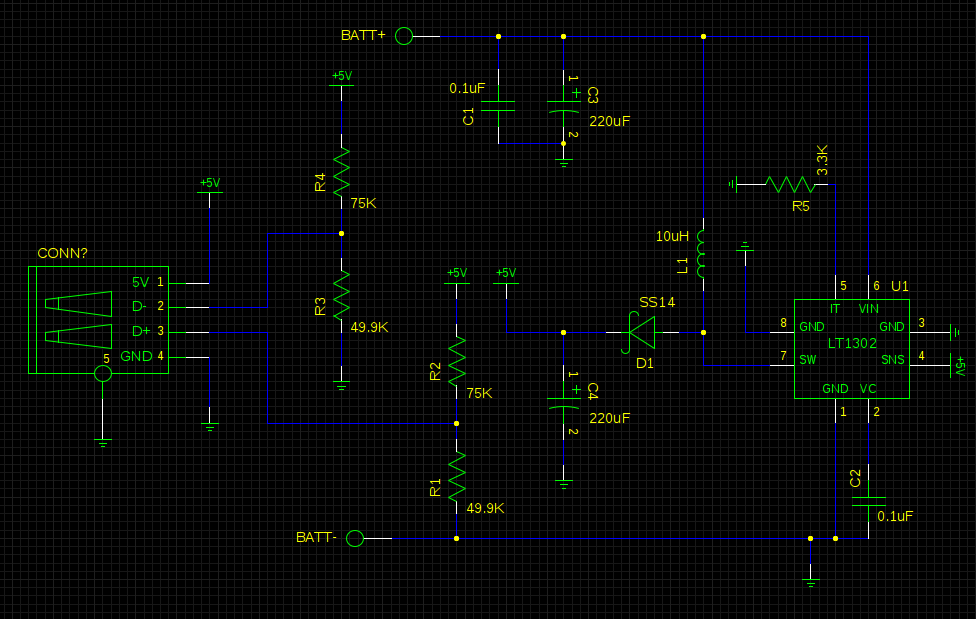 BATT+
+5V
0.1uF
C1
1
+
C3
220uF
2
3.3K
R5
R4
75K
+5V
CONN?
5V 1
D- 2
D+ 3
GND 4
5
R3
49.9K
+5V
+5V
10uH
L1
SS14
D1
R2
75K
1
+
C4
220uF
2
R1
49.9K
5
6
U1
IT
VIN
8
GND
GND
3
LT1302
7
SW
SNS
4
+5V
GND
VC
1
2
C2
0.1uF
BATT-